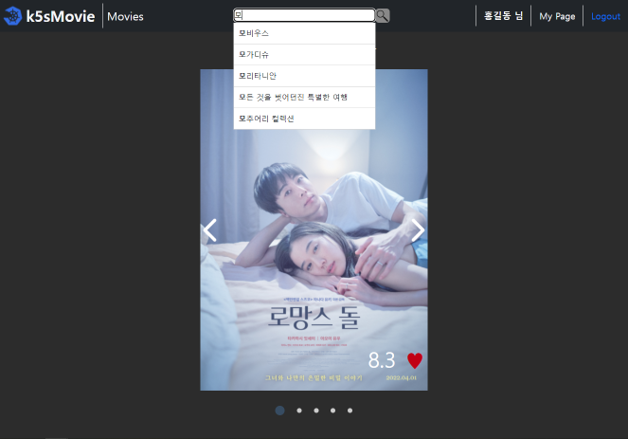 k5sMovie
Movies
모
홍길동 님
My Page
Logout
모비우스
모가디슈
모리타니안
모든 것을 씻어던진 특별한 여행
모추어리 컬렉션
로망스 돌
8.3